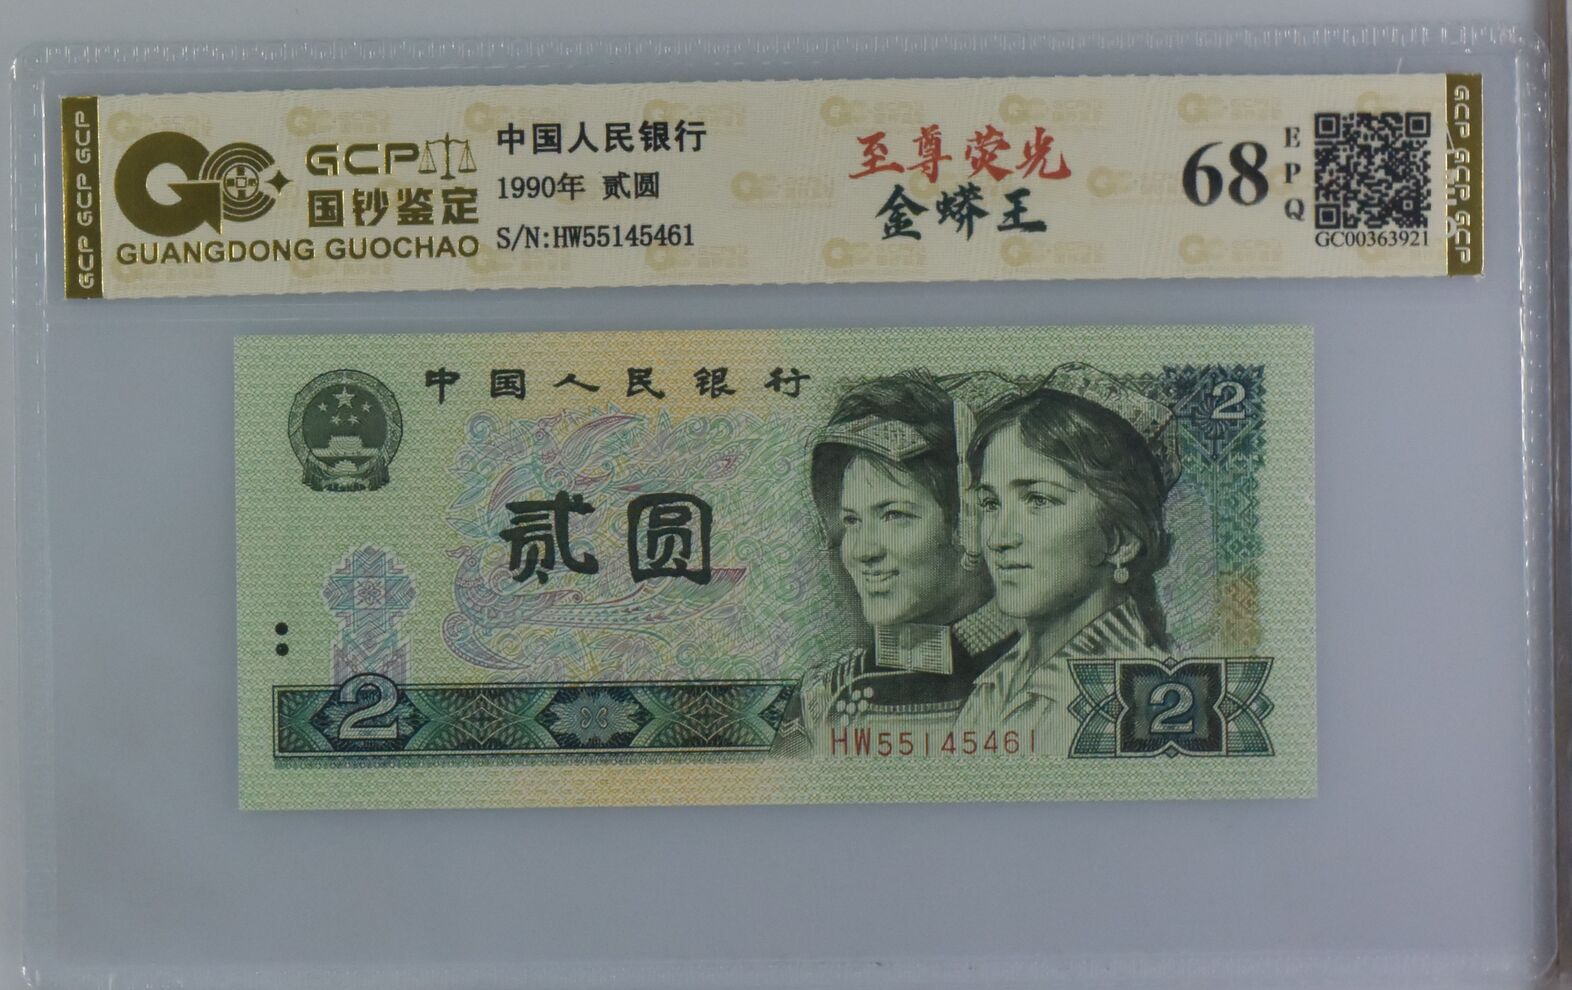 GCP GCP GCP
GCP
国钞鉴定
GUANGDONG GUOCHAO
中国人民银行
1990年 贰圆
S/N:HW55145461
至尊荧光
金蟒王
68
EPQ
GC00363921
GCP GCP GCP
中国人民银行
2
贰圆
2
HW55145461
2